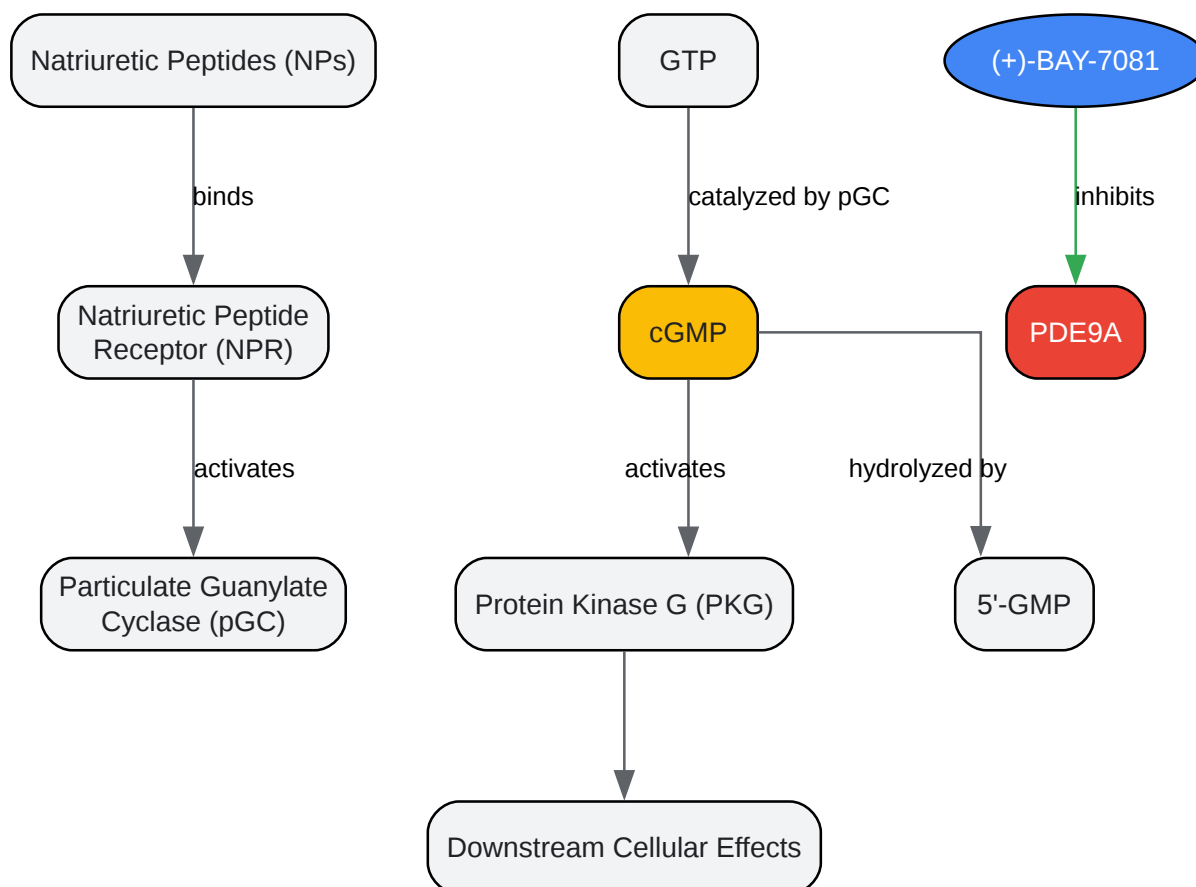 Natriuretic Peptides (NPs)
GTP
(+)-BAY-7081
binds
catalyzed by pGC
inhibits
Natriuretic Peptide
Receptor (NPR)
cGMP
PDE9A
activates
activates
hydrolyzed by
Particulate Guanylate
Cyclase (pGC)
Protein Kinase G (PKG)
5'-GMP
Downstream Cellular Effects